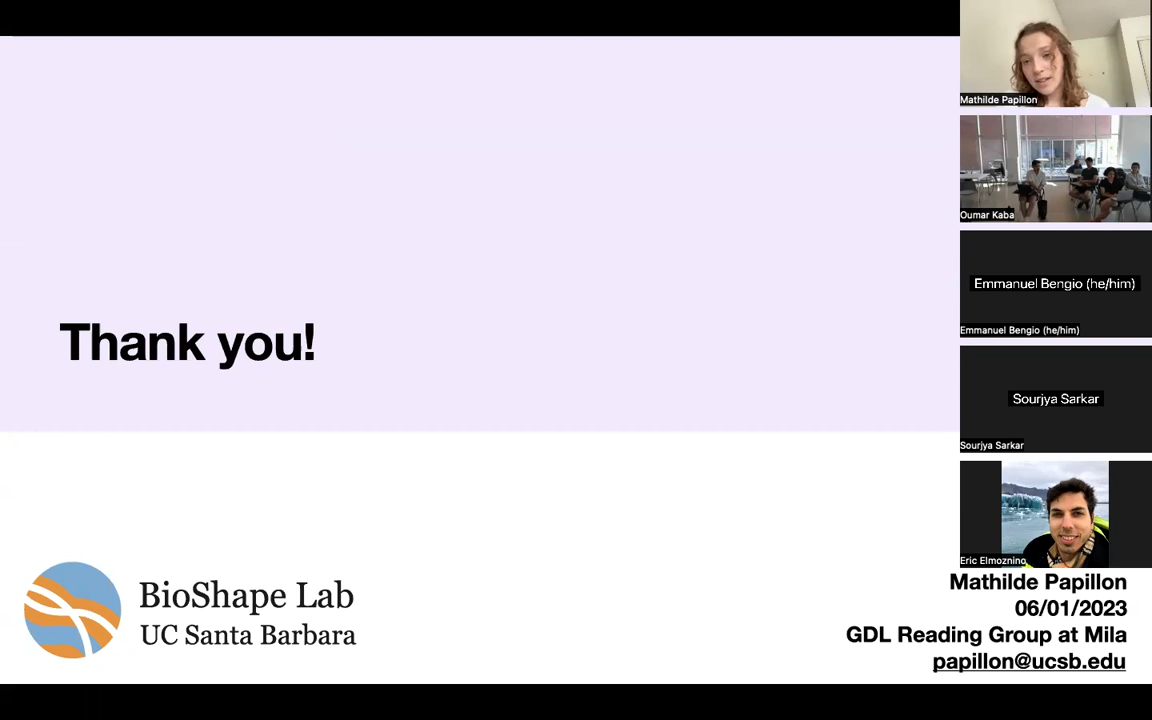 Thank you!
BioShape Lab
UC Santa Barbara
Mathilde Papillon
06/01/2023
GDL Reading Group at Mila
papillon@ucsb.edu
Mathilde Papillon
Oumar Kaba
Emmanuel Bengio (he/him)
Emmanuel Bengio (he/him)
Sourjya Sarkar
Sourjya Sarkar
Eric Elmoznino